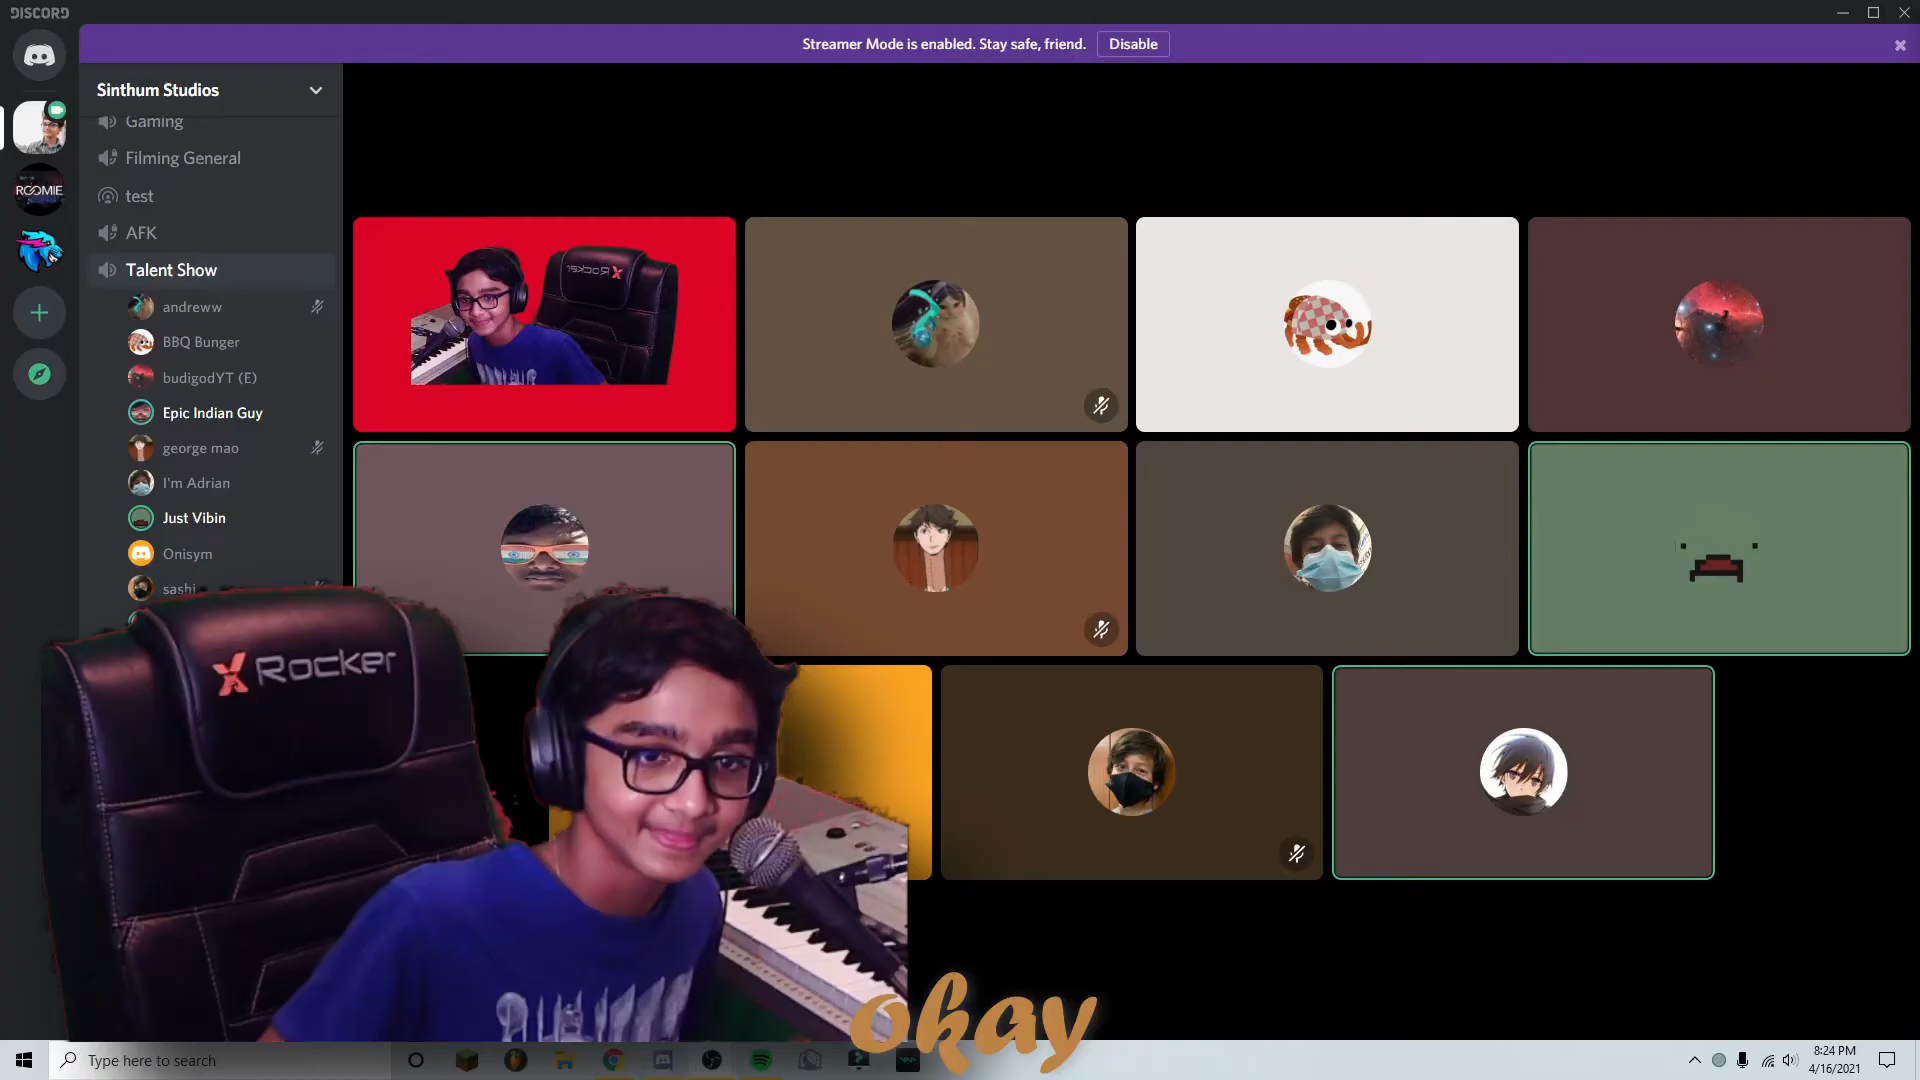 DISCORD
Streamer Mode is enabled. Stay safe, friend.
Disable
Sinthum Studios
Gaming
Filming General
test
AFK
Talent Show
andreww
BBQ Bunger
budigodYT (E)
Epic Indian Guy
george mao
I'm Adrian
Just Vibin
Onisym
sashi
ROOMIE
X Rocker
okay
Type here to search
8:24 PM
4/16/2021